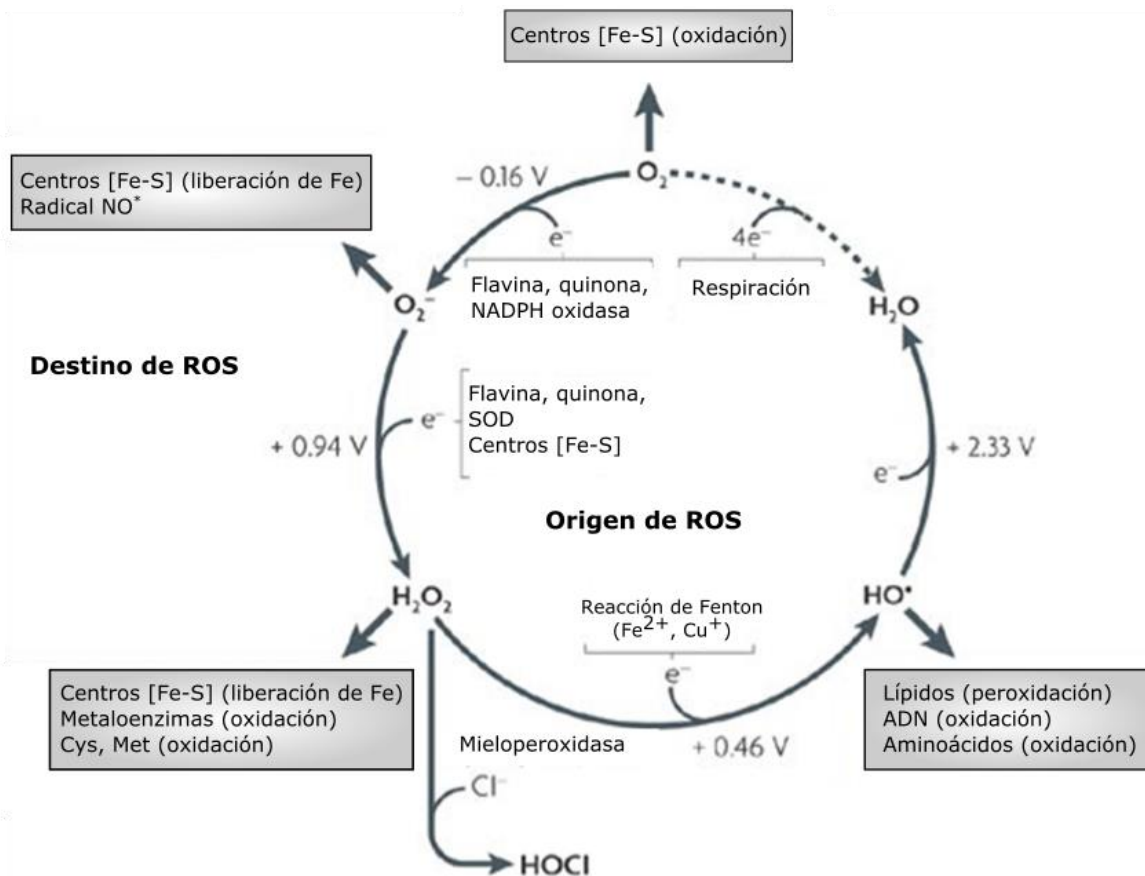 Centros [Fe-S] (oxidación)
O₂
− 0.16 V
Centros [Fe-S] (liberación de Fe)
Radical NO*
e⁻
4e⁻
Flavina, quinona,
NADPH oxidasa
Respiración
O₂⁻
H₂O
Destino de ROS
Flavina, quinona,
SOD
Centros [Fe-S]
e⁻
+ 0.94 V
e⁻
+ 2.33 V
Origen de ROS
H₂O₂
HO•
Reacción de Fenton
(Fe²⁺, Cu⁺)
e⁻
+ 0.46 V
Centros [Fe-S] (liberación de Fe)
Metaloenzimas (oxidación)
Cys, Met (oxidación)
Mieloperoxidasa
Cl⁻
HOCl
Lípidos (peroxidación)
ADN (oxidación)
Aminoácidos (oxidación)